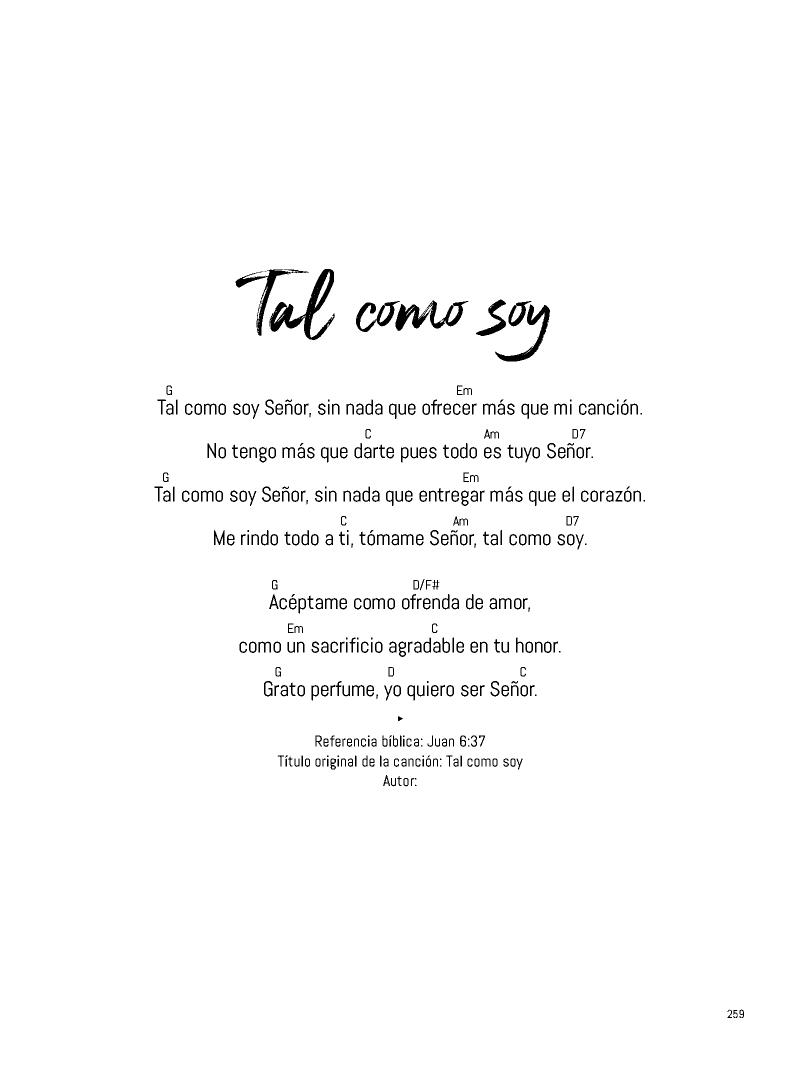 Tal como soy
G Em
Tal como soy Señor, sin nada que ofrecer más que mi canción.
C Am D7
No tengo más que darte pues todo es tuyo Señor.
G Em
Tal como soy Señor, sin nada que entregar más que el corazón.
C Am D7
Me rindo todo a ti, tómame Señor, tal como soy.
G D/F#
Acéptame como ofrenda de amor,
Em C
como un sacrificio agradable en tu honor.
G D C
Grato perfume, yo quiero ser Señor.
Referencia bíblica: Juan 6:37
Título original de la canción: Tal como soy
Autor:
259